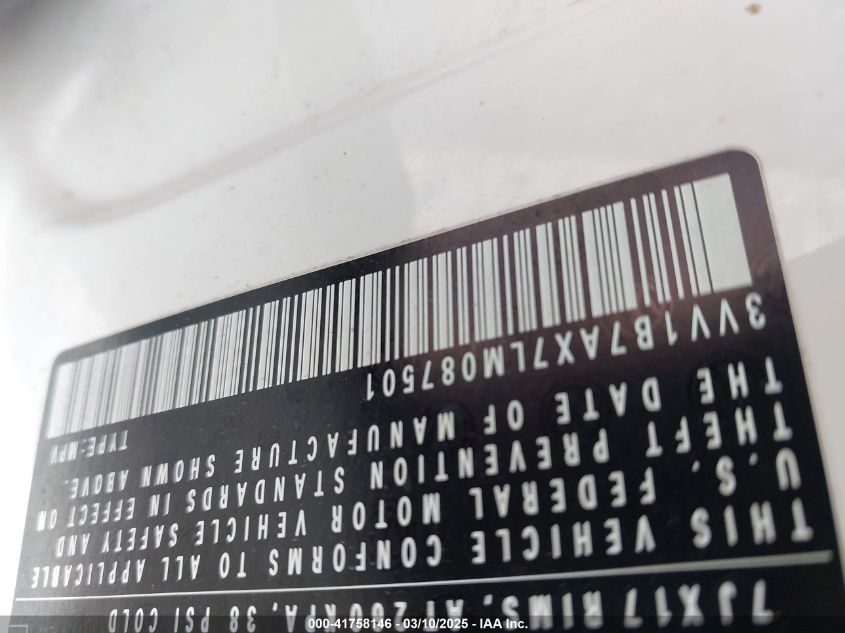 7JX17 RIMS, AT 260KPA, 38 PSI COLD
THIS VEHICLE CONFORMS TO ALL APPLICABLE
U.S. FEDERAL MOTOR VEHICLE SAFETY AND
THEFT PREVENTION STANDARDS IN EFFECT ON
THE DATE OF MANUFACTURE SHOWN ABOVE.
3VV1B7AX7LM087501 TYPE:MPV
000-41758146 - 03/10/2025 - IAA Inc.